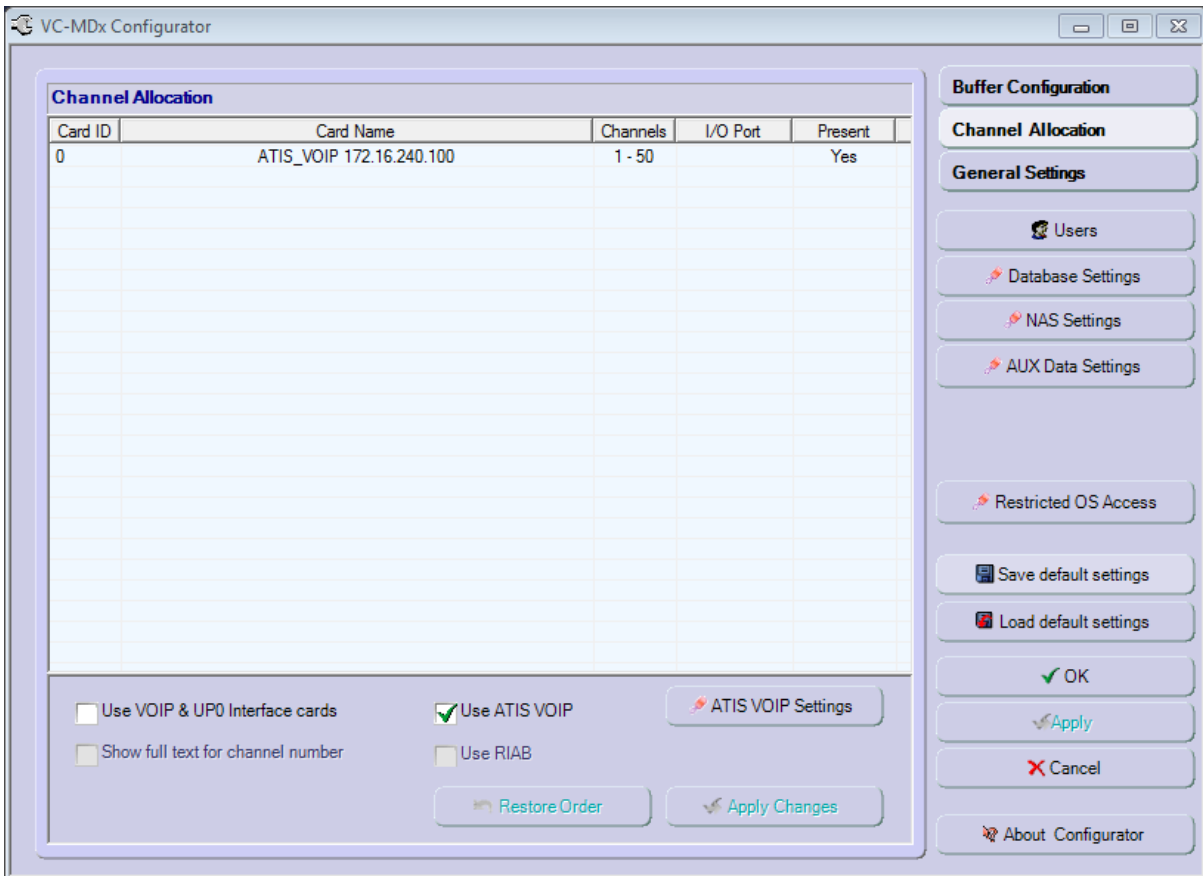 VC-MDx Configurator
Channel Allocation
Card ID Card Name Channels I/O Port Present
0 ATIS_VOIP 172.16.240.100 1 - 50 Yes
Use VOIP & UP0 Interface cards
Use ATIS VOIP
ATIS VOIP Settings
Show full text for channel number
Use RIAB
Restore Order
Apply Changes
Buffer Configuration
Channel Allocation
General Settings
Users
Database Settings
NAS Settings
AUX Data Settings
Restricted OS Access
Save default settings
Load default settings
OK
Apply
Cancel
About Configurator